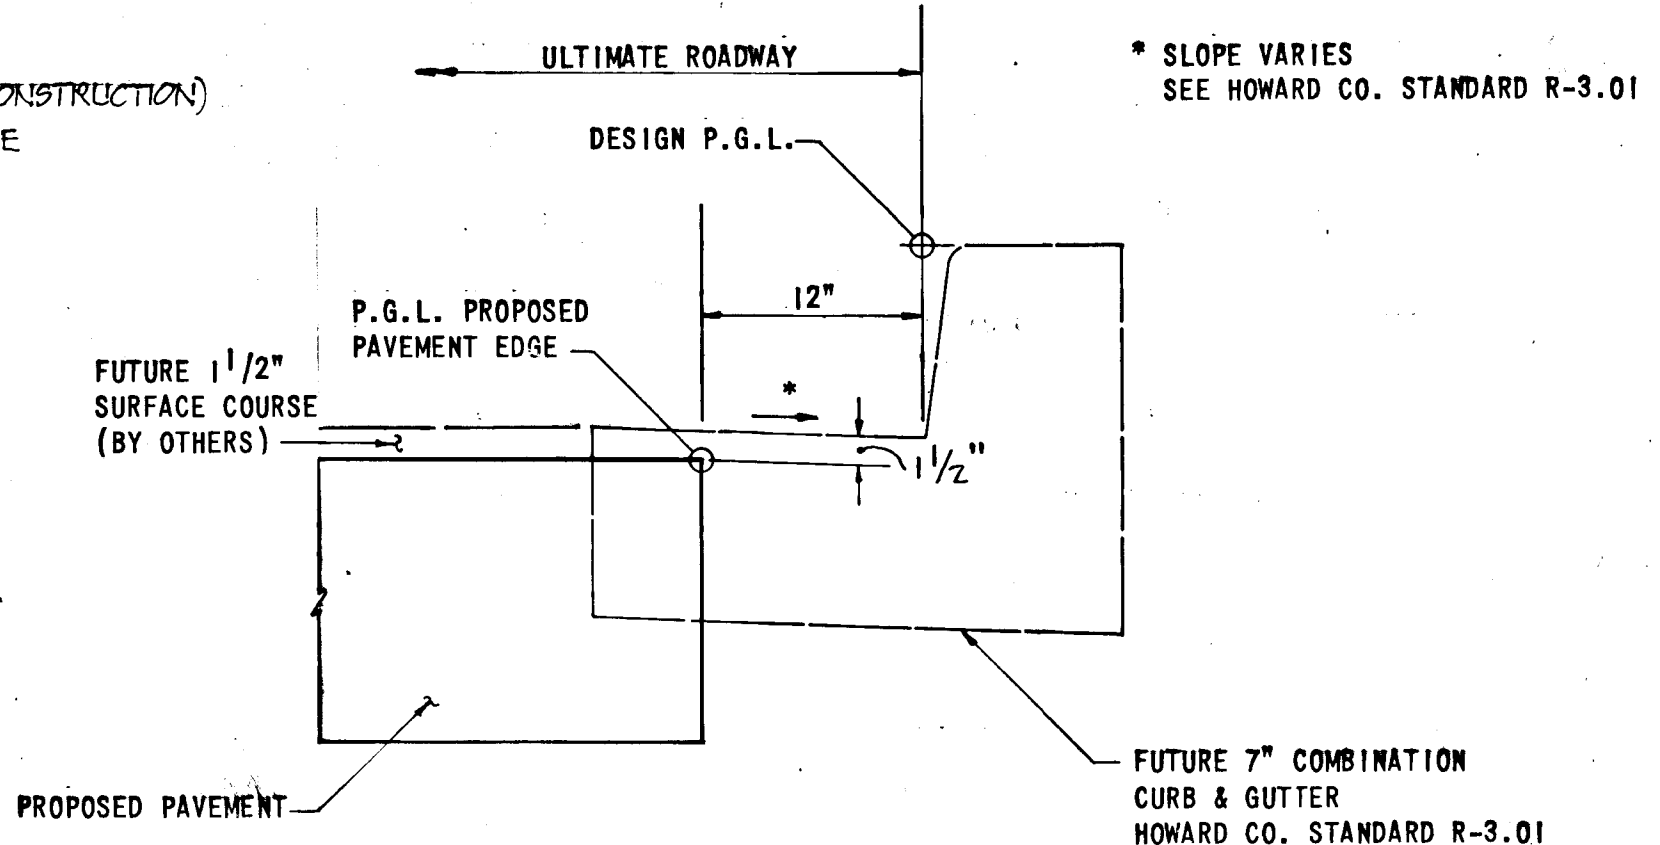 ULTIMATE ROADWAY
* SLOPE VARIES
SEE HOWARD CO. STANDARD R-3.01
ONSTRUCTION)
E
DESIGN P.G.L.
12"
P.G.L. PROPOSED
PAVEMENT EDGE
FUTURE 1 1/2"
SURFACE COURSE
(BY OTHERS)
*
1 1/2"
PROPOSED PAVEMENT
FUTURE 7" COMBINATION
CURB & GUTTER
HOWARD CO. STANDARD R-3.01